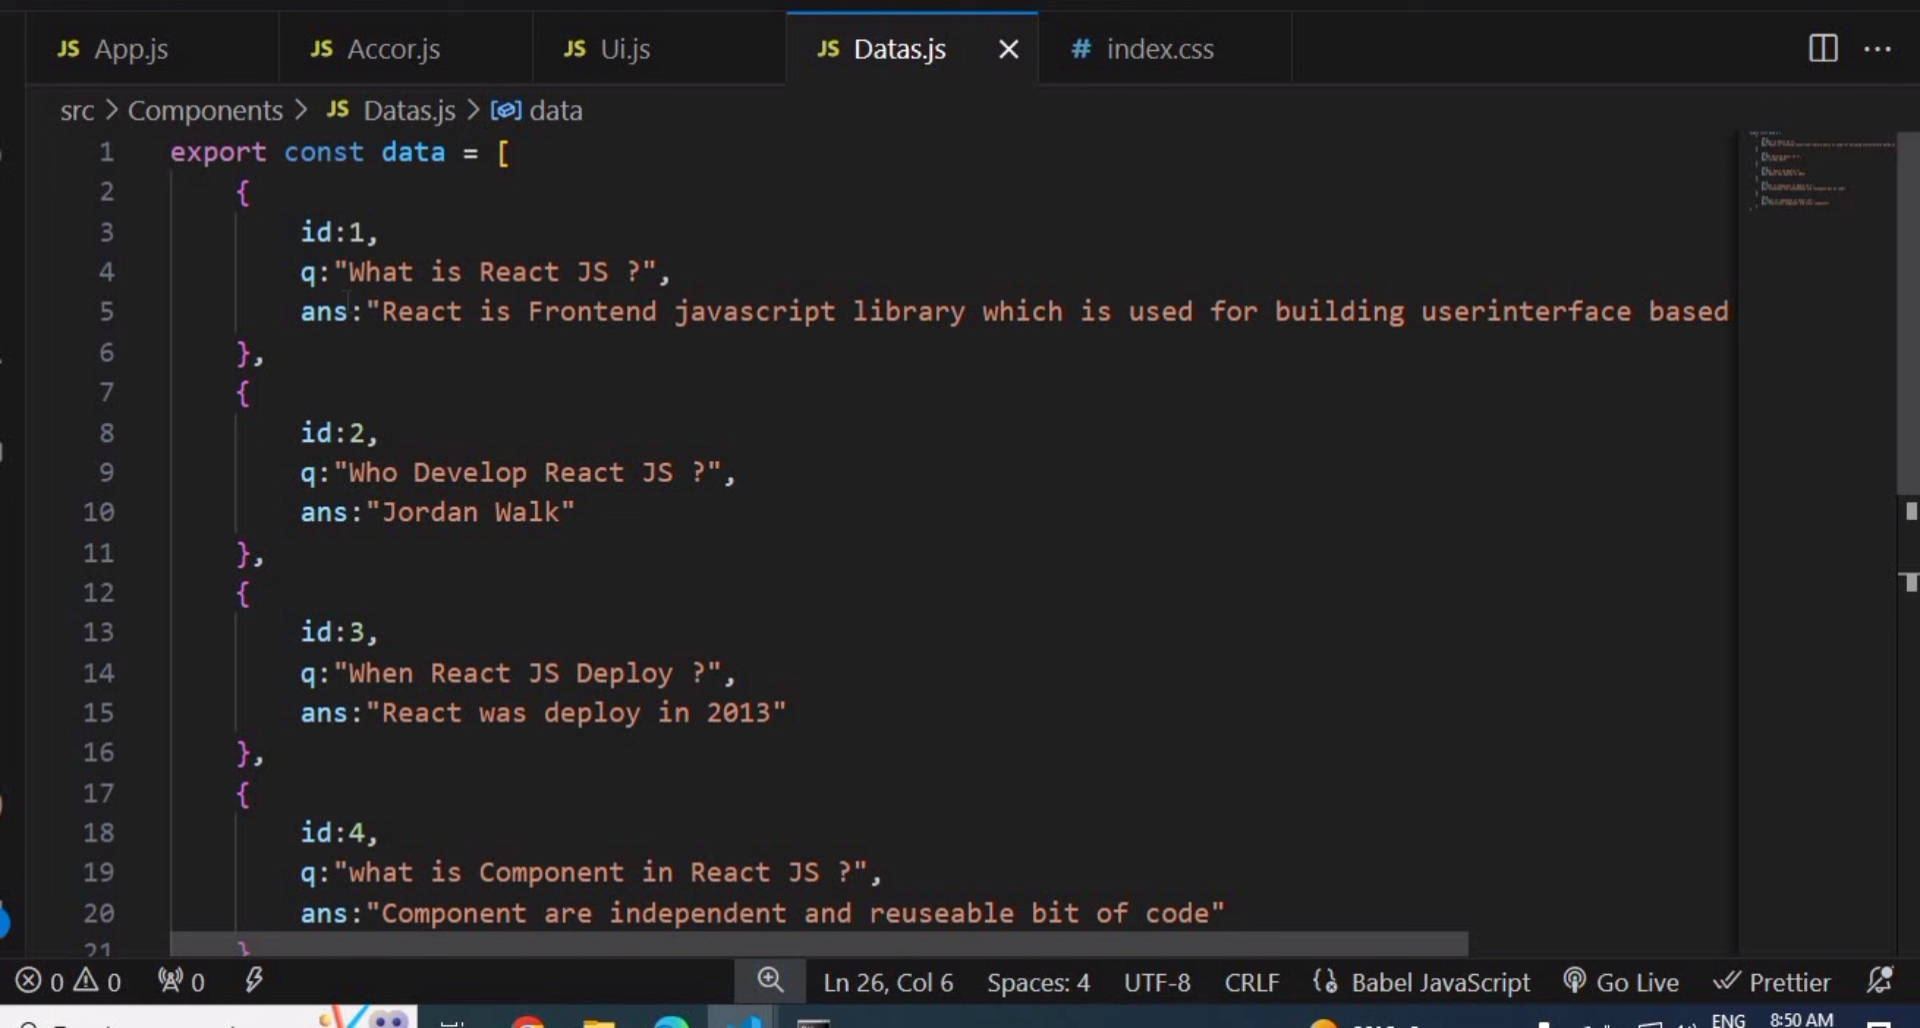 JS App.js JS Accor.js JS Ui.js JS Datas.js # index.css
src > Components > JS Datas.js > data
1 export const data = [
2 {
3 id:1,
4 q:"What is React JS ?",
5 ans:"React is Frontend javascript library which is used for building userinterface based
6 },
7 {
8 id:2,
9 q:"Who Develop React JS ?",
10 ans:"Jordan Walk"
11 },
12 {
13 id:3,
14 q:"When React JS Deploy ?",
15 ans:"React was deploy in 2013"
16 },
17 {
18 id:4,
19 q:"what is Component in React JS ?",
20 ans:"Component are independent and reuseable bit of code"
21 }
0 0 0 Ln 26, Col 6 Spaces: 4 UTF-8 CRLF Babel JavaScript Go Live Prettier
ENG 8:50 AM